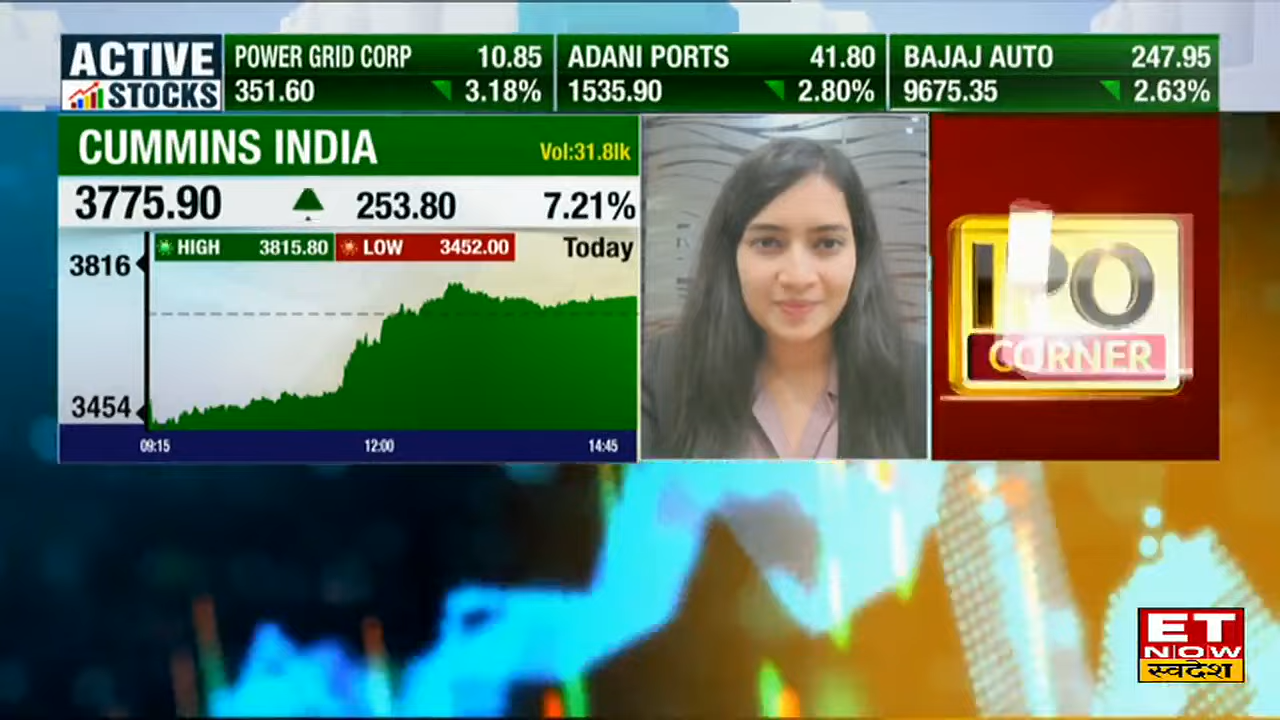 ACTIVE STOCKS
POWER GRID CORP 10.85
351.60 3.18%
ADANI PORTS 41.80
1535.90 2.80%
BAJAJ AUTO 247.95
9675.35 2.63%
CUMMINS INDIA Vol:31.8lk
3775.90 253.80 7.21%
HIGH 3815.80 LOW 3452.00 Today
3816
3454
09:15 12:00 14:45
IPO
CORNER
ET
NOW
स्वदेश